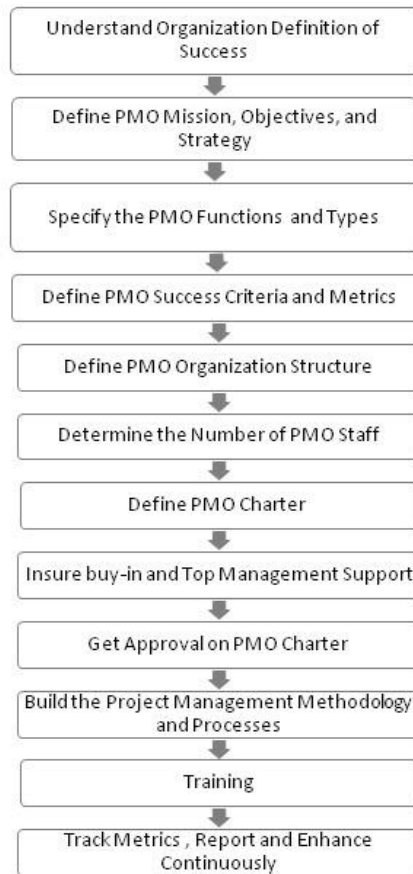 Understand Organization Definition of
Success
Define PMO Mission, Objectives, and
Strategy
Specify the PMO Functions and Types
Define PMO Success Criteria and Metrics
Define PMO Organization Structure
Determine the Number of PMO Staff
Define PMO Charter
Insure buy-in and Top Management Support
Get Approval on PMO Charter
Build the Project Management Methodology
and Processes
Training
Track Metrics , Report and Enhance
Continuously